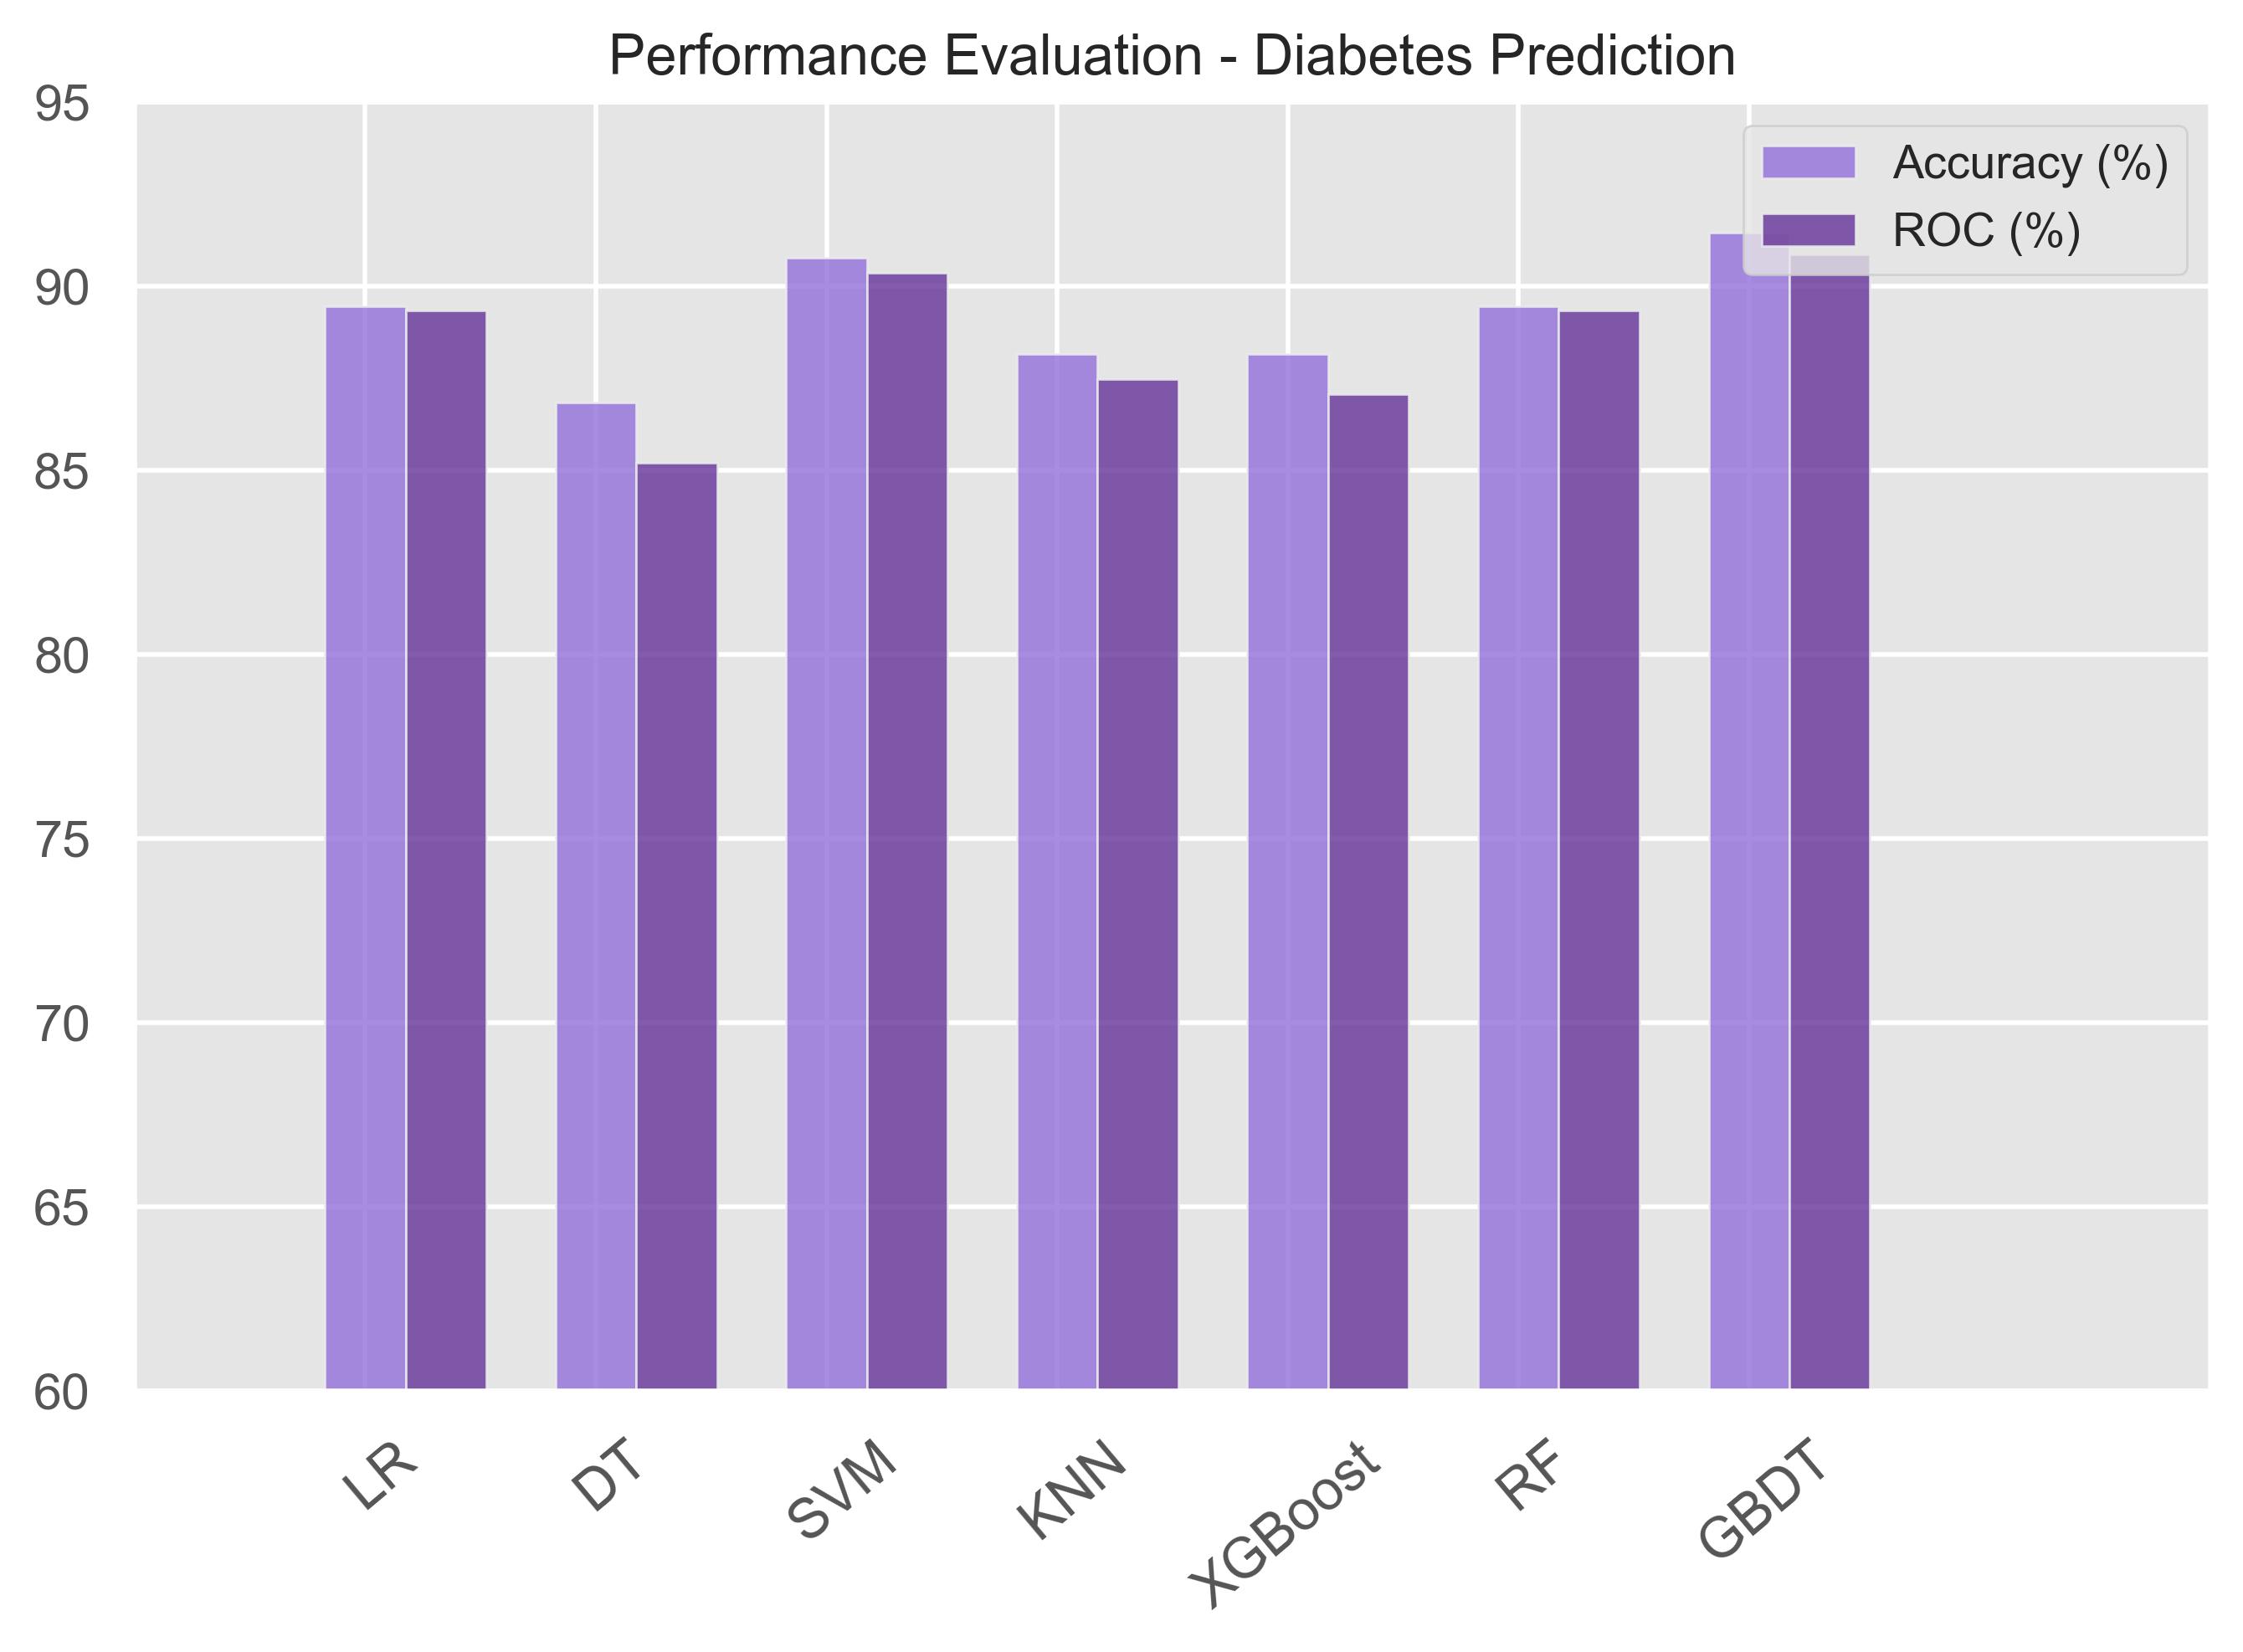 Performance Evaluation - Diabetes Prediction
95
90
85
80
75
70
65
60
Accuracy (%)
ROC (%)
LR
DT
SVM
KNN
XGBoost
RF
GBDT